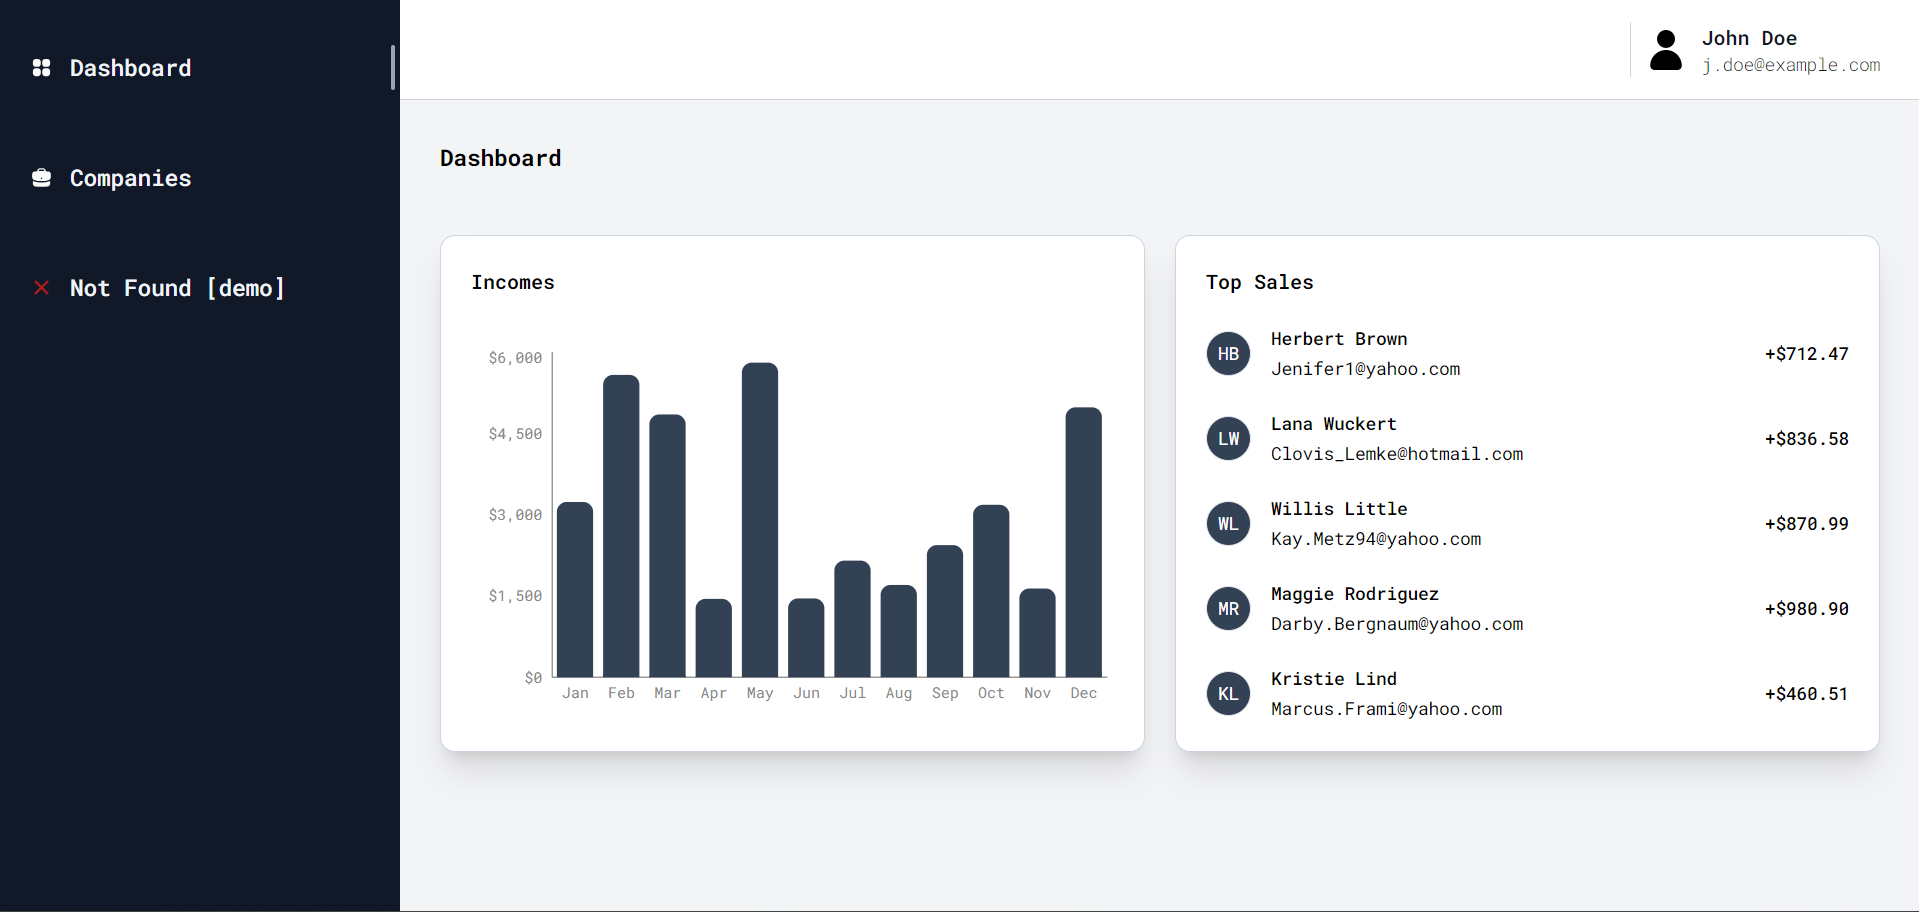 Dashboard
Companies
Not Found [demo]
John Doe
j.doe@example.com
Dashboard
Incomes
$6,000
$4,500
$3,000
$1,500
$0
Jan Feb Mar Apr May Jun Jul Aug Sep Oct Nov Dec
Top Sales
HB
Herbert Brown
Jenifer1@yahoo.com
+$712.47
LW
Lana Wuckert
Clovis_Lemke@hotmail.com
+$836.58
WL
Willis Little
Kay.Metz94@yahoo.com
+$870.99
MR
Maggie Rodriguez
Darby.Bergnaum@yahoo.com
+$980.90
KL
Kristie Lind
Marcus.Frami@yahoo.com
+$460.51